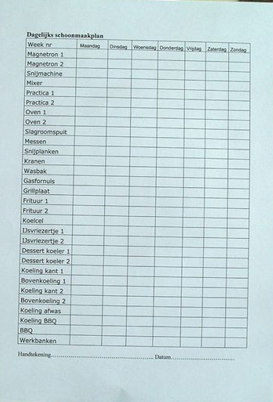 Dagelijks schoonmaakplan
Week nr Maandag Dinsdag Woensdag Donderdag Vrijdag Zaterdag Zondag
Magnetron 1
Magnetron 2
Snijmachine
Mixer
Practica 1
Practica 2
Oven 1
Oven 2
Slagroomspuit
Messen
Snijplanken
Kranen
Wasbak
Gasfornuis
Grillplaat
Frituur 1
Frituur 2
Koelcel
IJsvriezertje 1
IJsvriezertje 2
Dessert koeler 1
Dessert koeler 2
Koeling kant 1
Bovenkoeling 1
Koeling kant 2
Bovenkoeling 2
Koeling afwas
Koeling BBQ
BBQ
Werkbanken
Handtekening.......................................................... Datum...................................